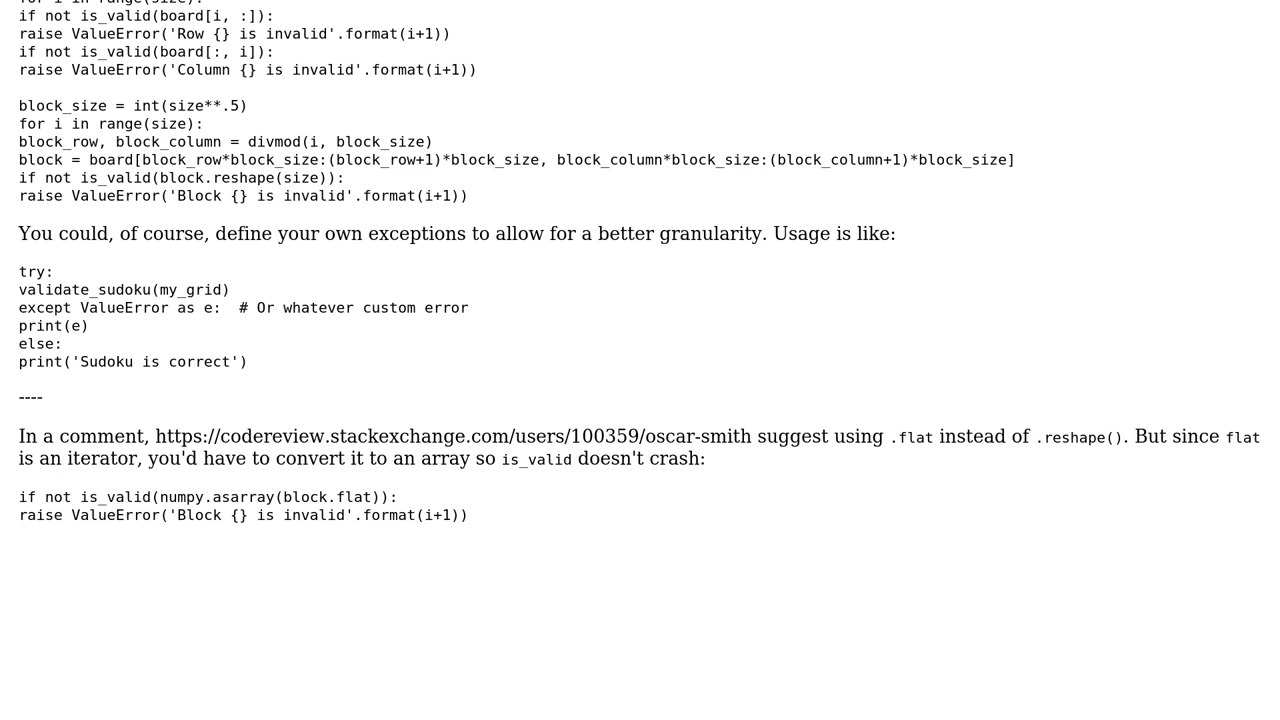 for i in range(size):
if not is_valid(board[i, :]):
raise ValueError('Row {} is invalid'.format(i+1))
if not is_valid(board[:, i]):
raise ValueError('Column {} is invalid'.format(i+1))
block_size = int(size**.5)
for i in range(size):
block_row, block_column = divmod(i, block_size)
block = board[block_row*block_size:(block_row+1)*block_size, block_column*block_size:(block_column+1)*block_size]
if not is_valid(block.reshape(size)):
raise ValueError('Block {} is invalid'.format(i+1))
You could, of course, define your own exceptions to allow for a better granularity. Usage is like:
try:
validate_sudoku(my_grid)
except ValueError as e:  # Or whatever custom error
print(e)
else:
print('Sudoku is correct')
----
In a comment, https://codereview.stackexchange.com/users/100359/oscar-smith suggest using .flat instead of .reshape(). But since flat
is an iterator, you'd have to convert it to an array so is_valid doesn't crash:
if not is_valid(numpy.asarray(block.flat)):
raise ValueError('Block {} is invalid'.format(i+1))